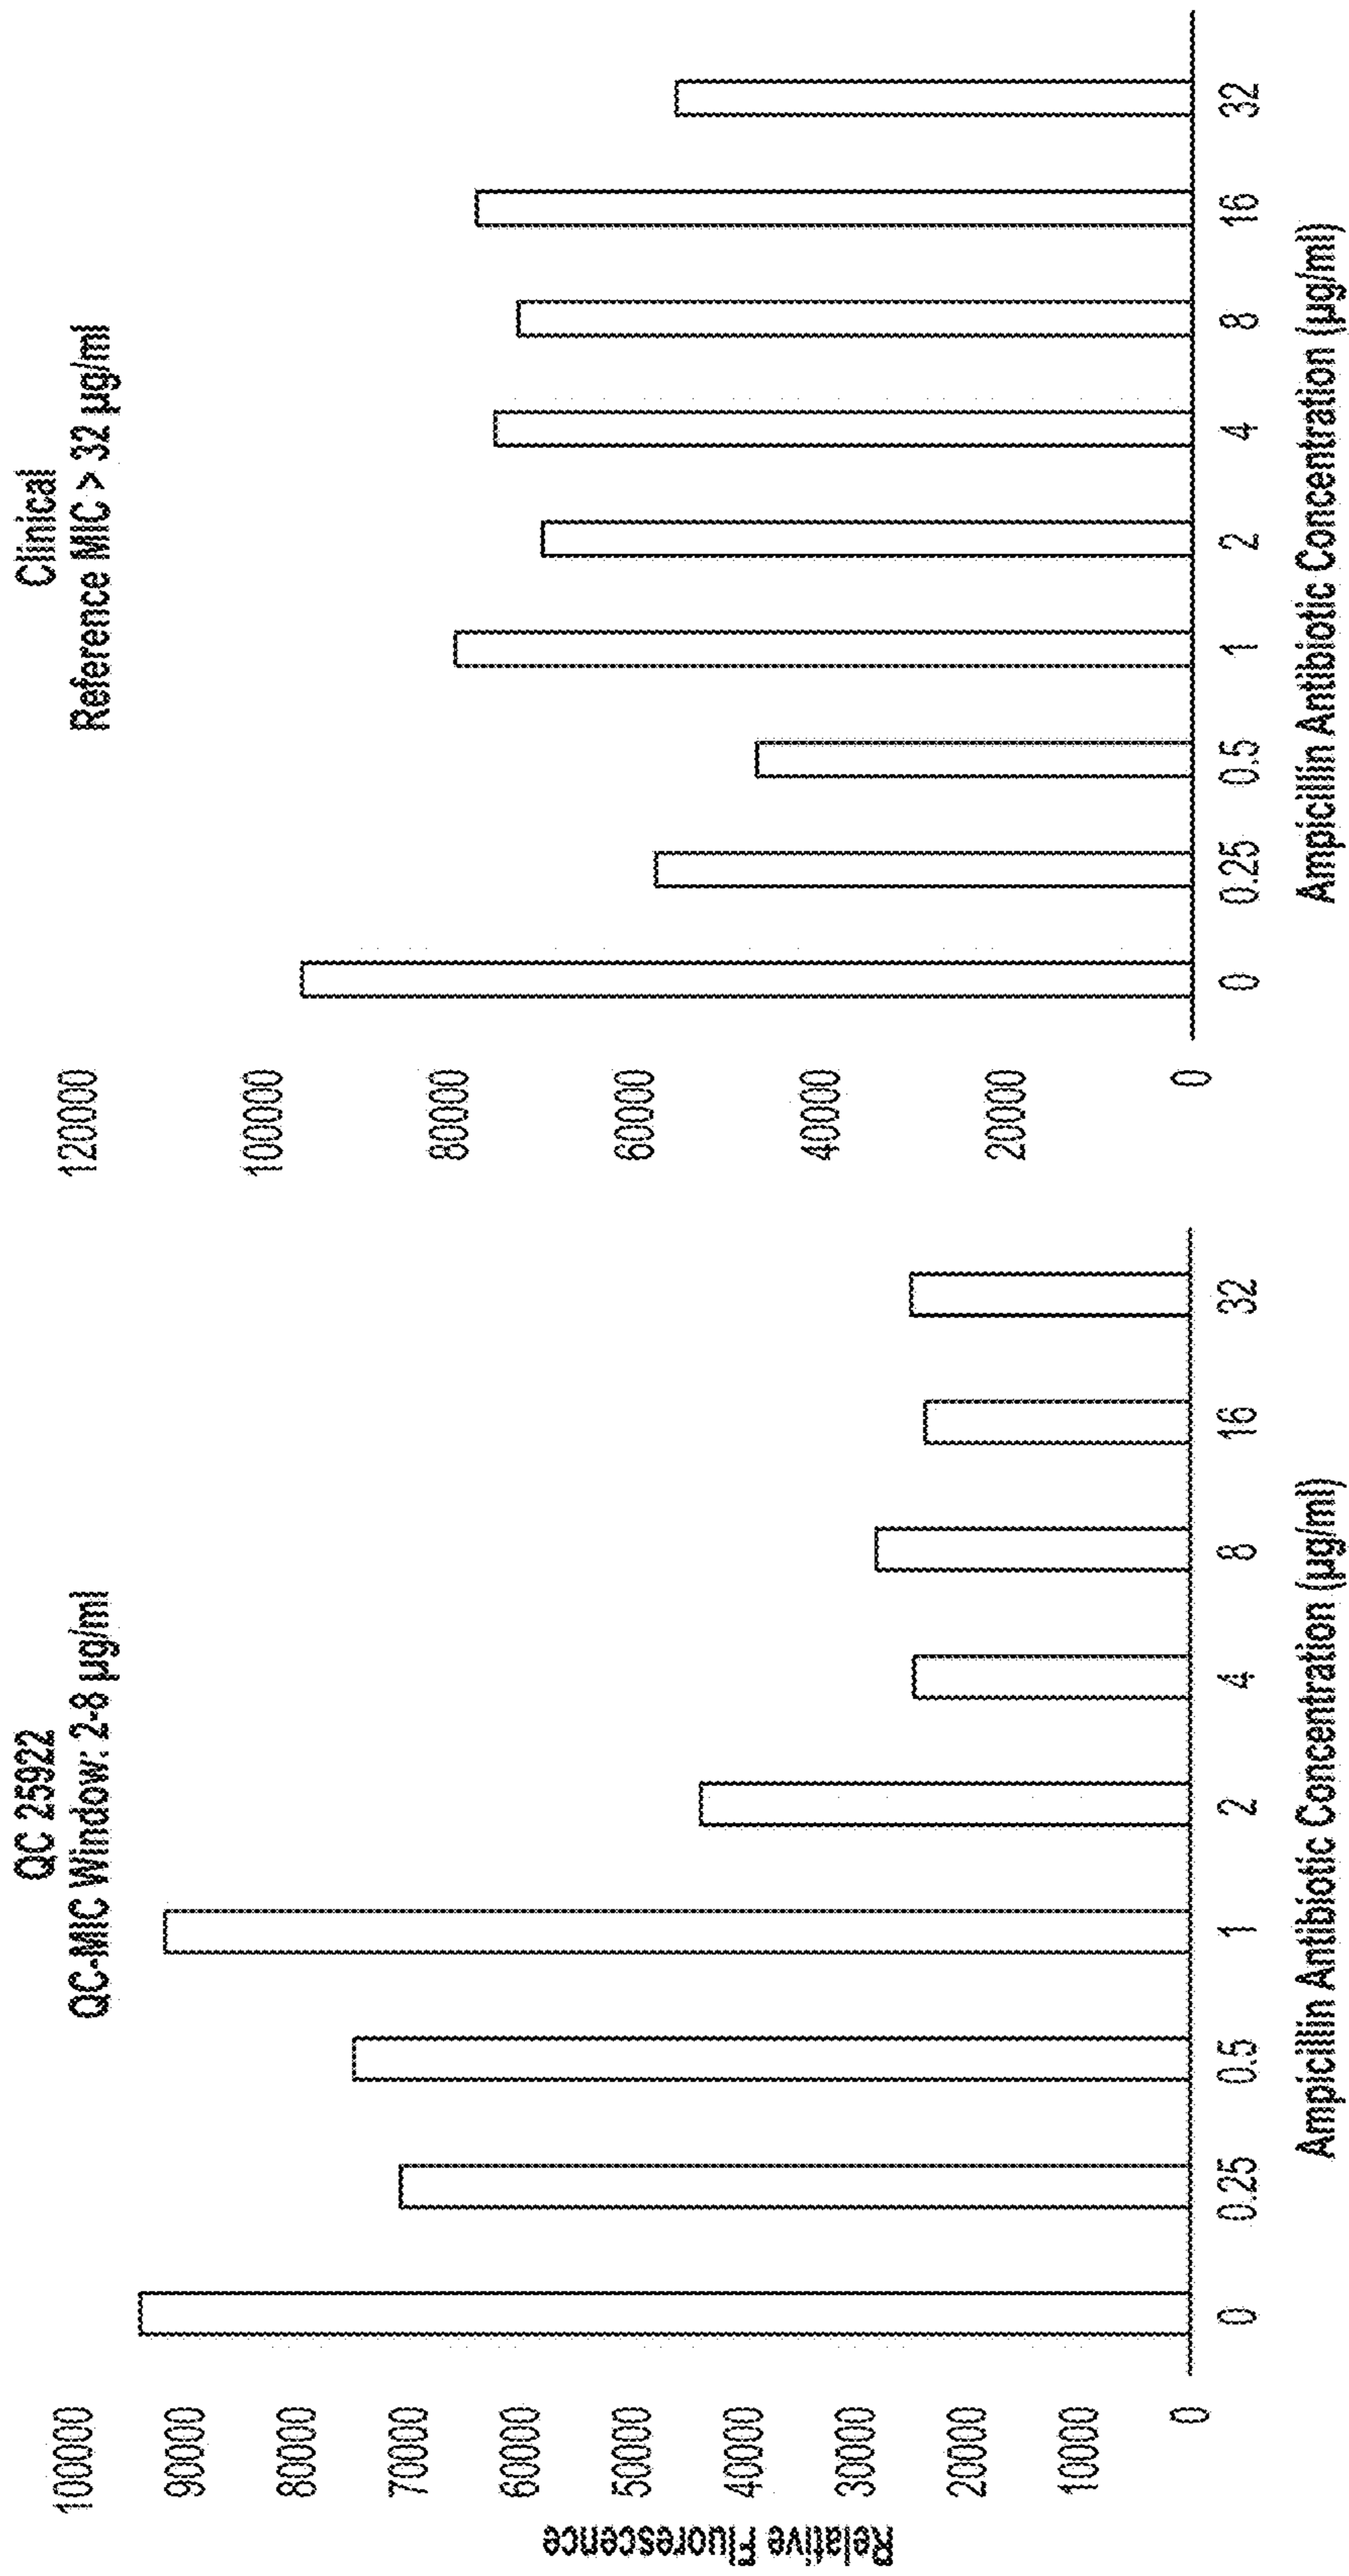 QC 25922
QC-MIC Window: 2-8 µg/ml
Relative Fluorescence
100000
90000
80000
70000
60000
50000
40000
30000
20000
10000
0
0 0.25 0.5 1 2 4 8 16 32
Ampicillin Antibiotic Concentration (µg/ml)
Clinical
Reference MIC > 32 µg/ml
120000
100000
80000
60000
40000
20000
0
0 0.25 0.5 1 2 4 8 16 32
Ampicillin Antibiotic Concentration (µg/ml)